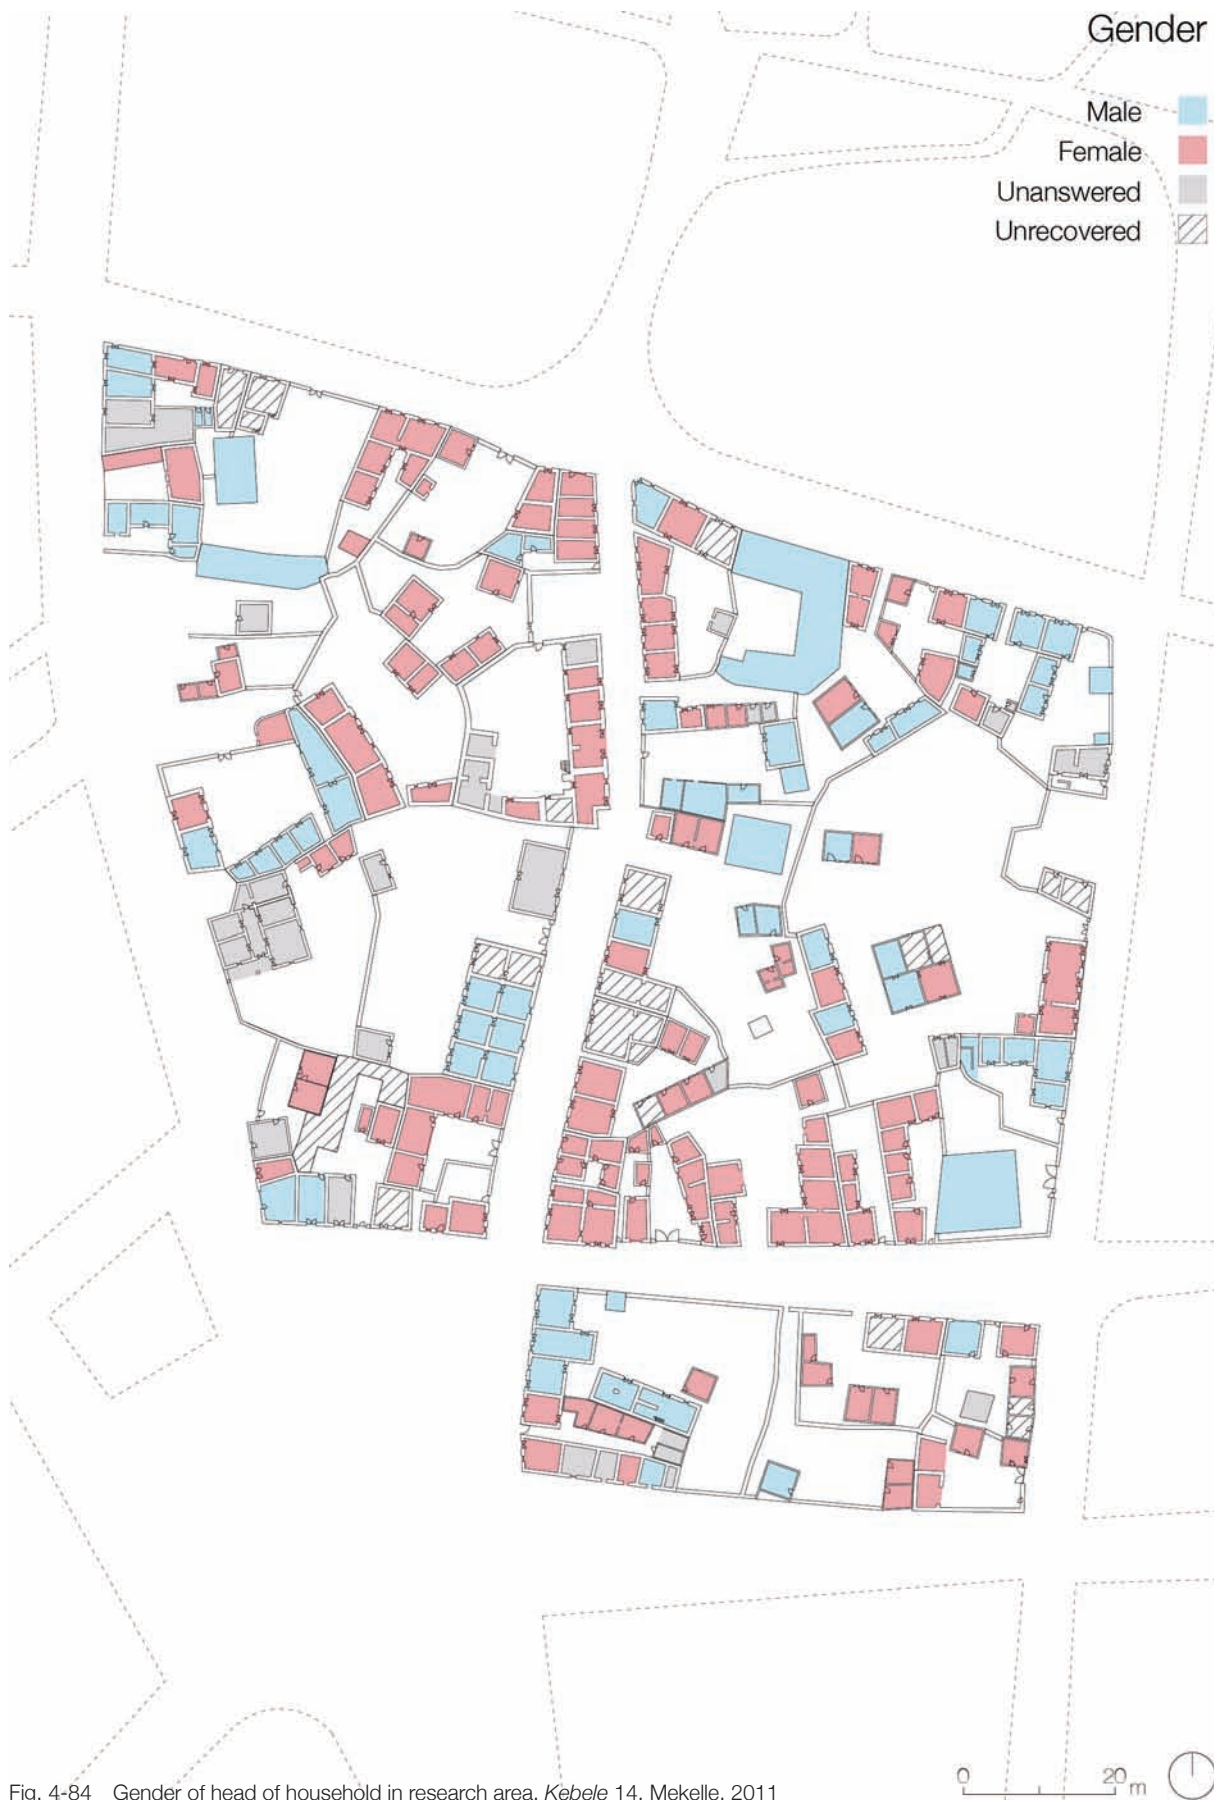 Gender
Male
Female
Unanswered
Unrecovered
0 20 m
Fig. 4-84 Gender of head of household in research area, Kebele 14, Mekelle, 2011